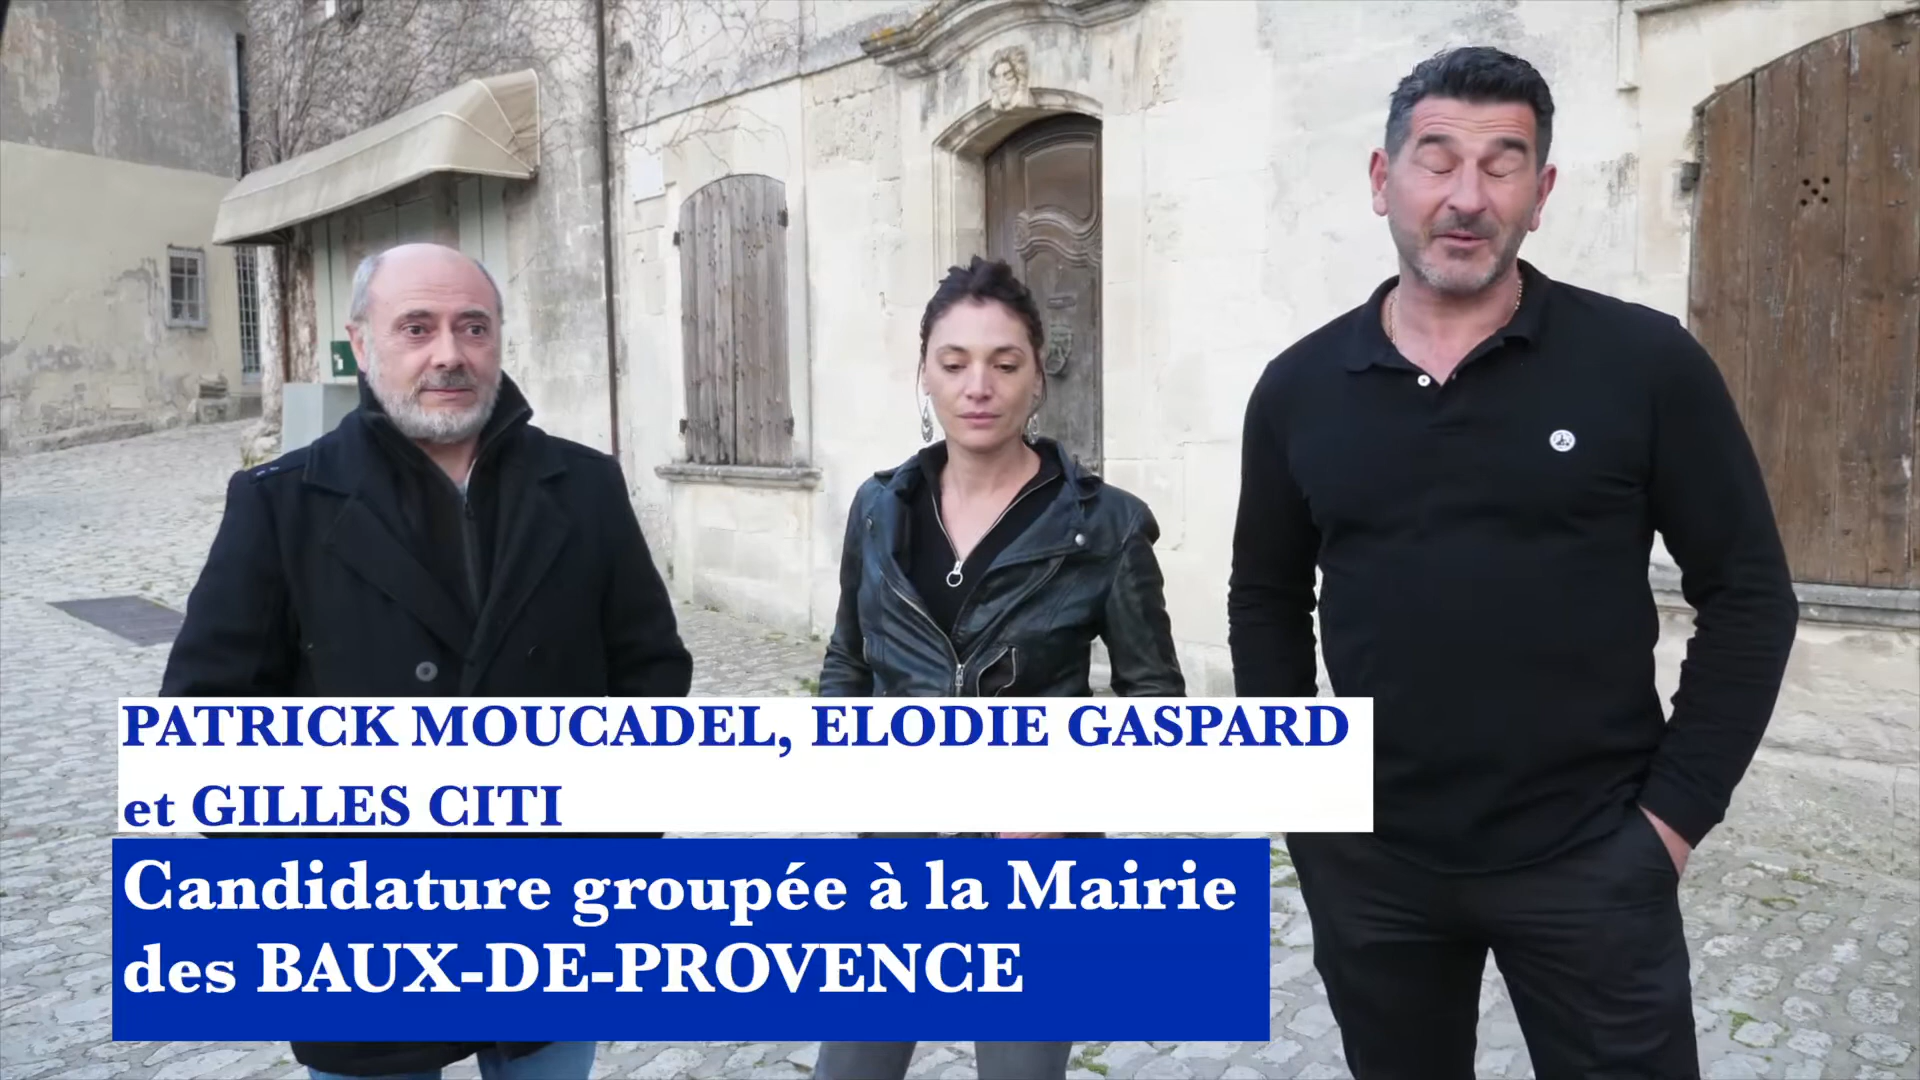 PATRICK MOUCADEL, ELODIE GASPARD
et GILLES CITI
Candidature groupée à la Mairie
des BAUX-DE-PROVENCE